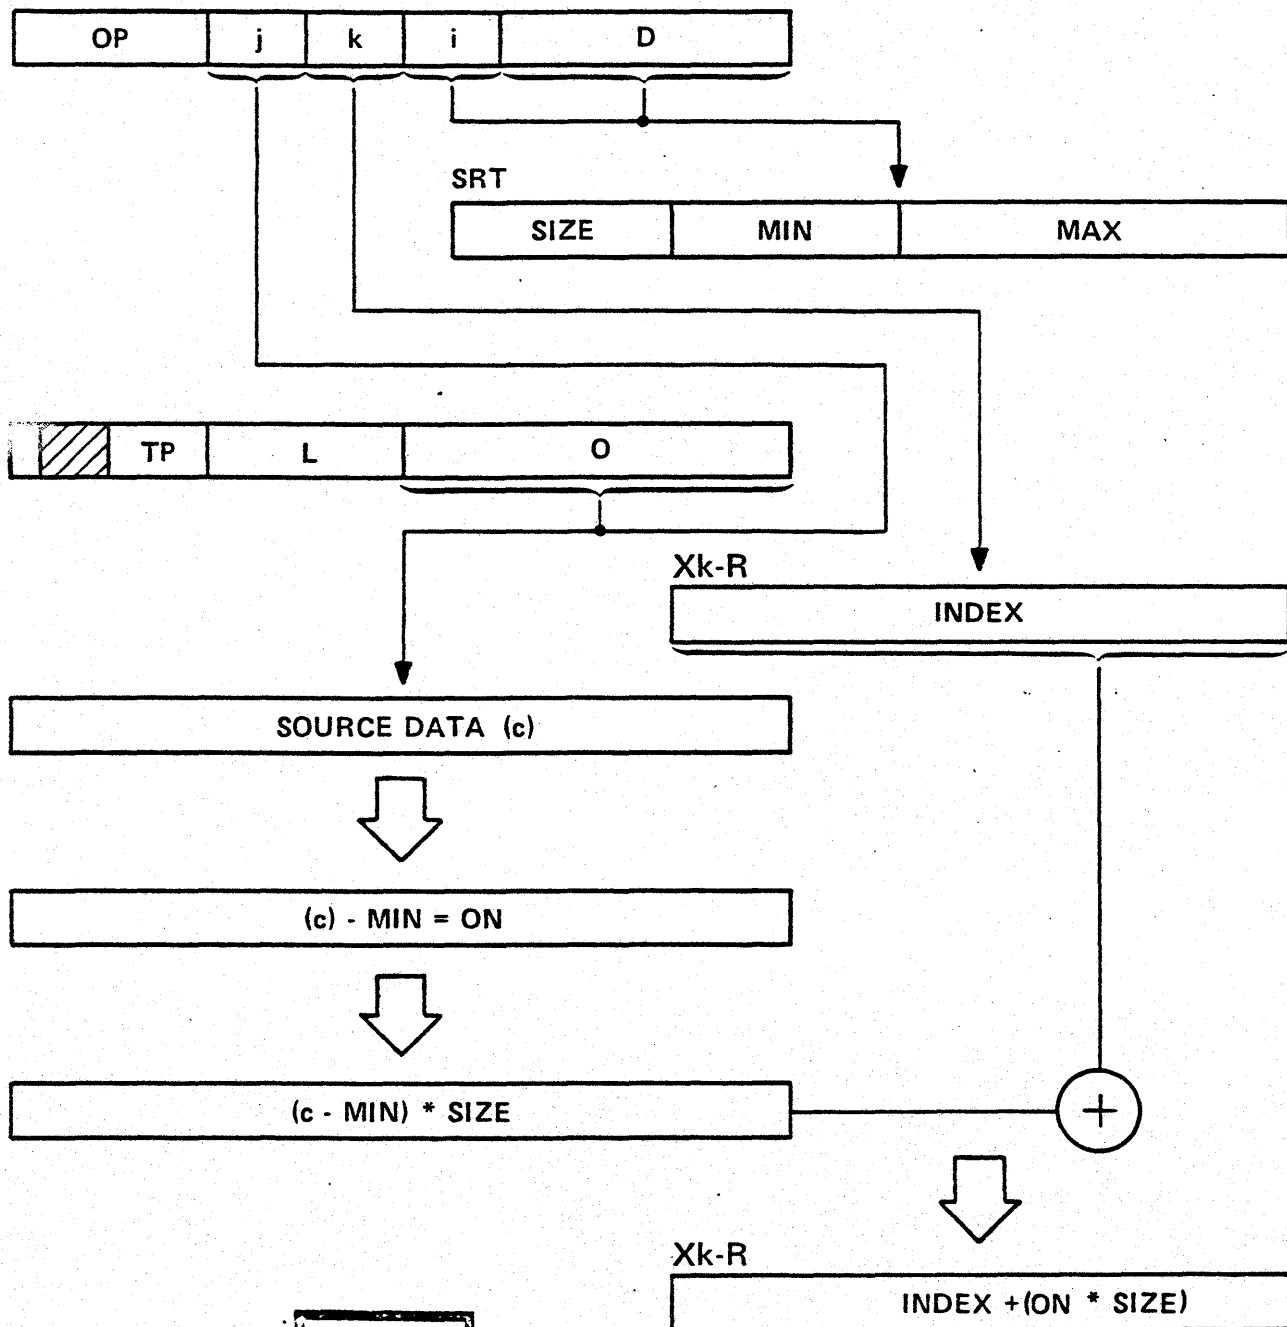 OP j k i D
SRT
SIZE MIN MAX
TP L O
Xk-R
INDEX
SOURCE DATA (c)
(c) - MIN = ON
(c - MIN) * SIZE
+
Xk-R
INDEX +(ON * SIZE)